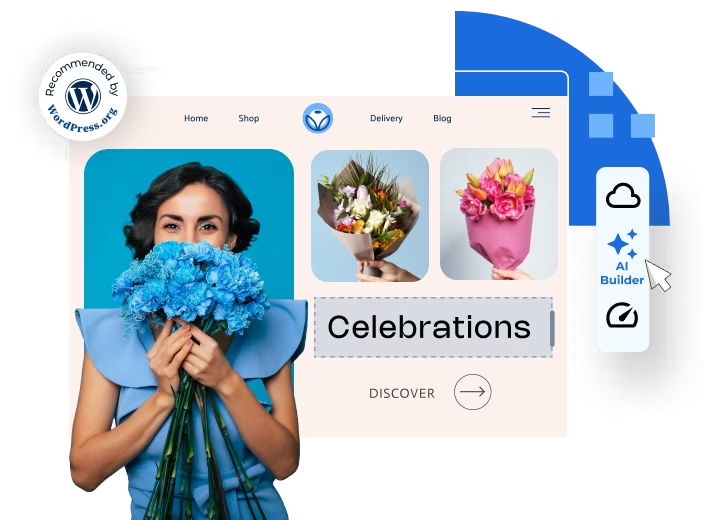 Recommended by
WordPress.org
Home
Shop
Delivery
Blog
Celebrations
DISCOVER
AI
Builder